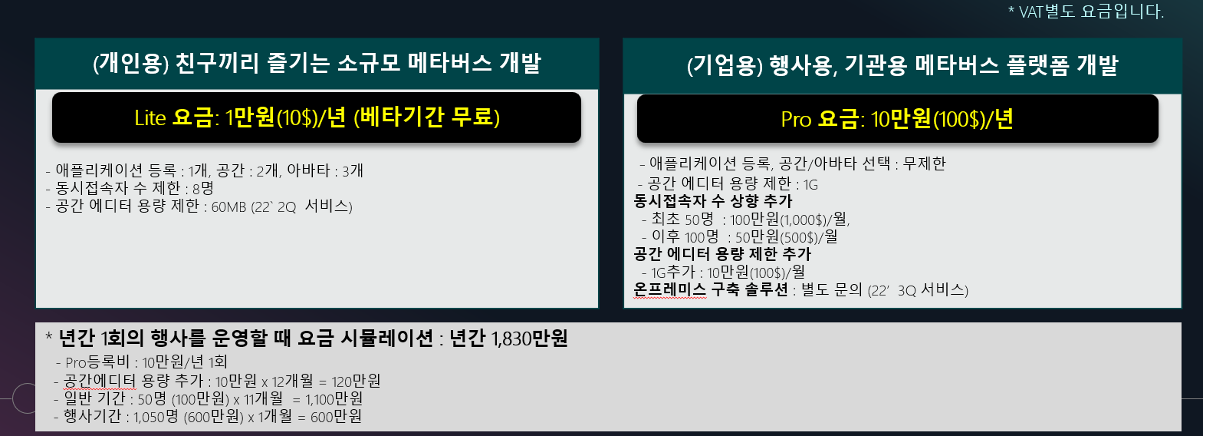 * VAT별도 요금입니다.
(개인용) 친구끼리 즐기는 소규모 메타버스 개발
Lite 요금: 1만원(10$)/년 (베타기간 무료)
- 애플리케이션 등록 : 1개, 공간 : 2개, 아바타 : 3개
- 동시접속자 수 제한 : 8명
- 공간 에디터 용량 제한 : 60MB (22` 2Q 서비스)
(기업용) 행사용, 기관용 메타버스 플랫폼 개발
Pro 요금: 10만원(100$)/년
- 애플리케이션 등록, 공간/아바타 선택 : 무제한
- 공간 에디터 용량 제한 : 1G
동시접속자 수 상향 추가
- 최초 50명 : 100만원(1,000$)/월,
- 이후 100명 : 50만원(500$)/월
공간 에디터 용량 제한 추가
- 1G추가 : 10만원(100$)/월
온프레미스 구축 솔루션 : 별도 문의 (22’ 3Q 서비스)
* 년간 1회의 행사를 운영할 때 요금 시뮬레이션 : 년간 1,830만원
- Pro등록비 : 10만원/년 1회
- 공간에디터 용량 추가 : 10만원 x 12개월 = 120만원
- 일반 기간 : 50명 (100만원) x 11개월 = 1,100만원
- 행사기간 : 1,050명 (600만원) x 1개월 = 600만원